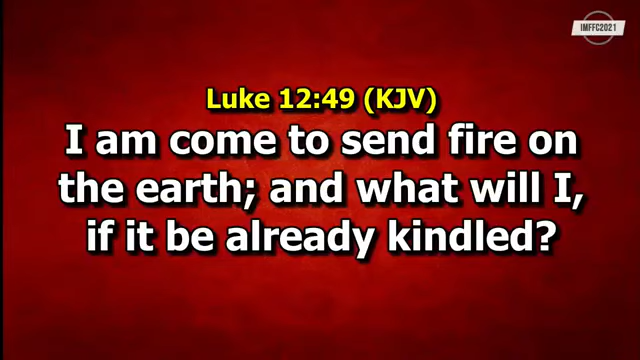 IMFFC2021
Luke 12:49 (KJV)
I am come to send fire on
the earth; and what will I,
if it be already kindled?